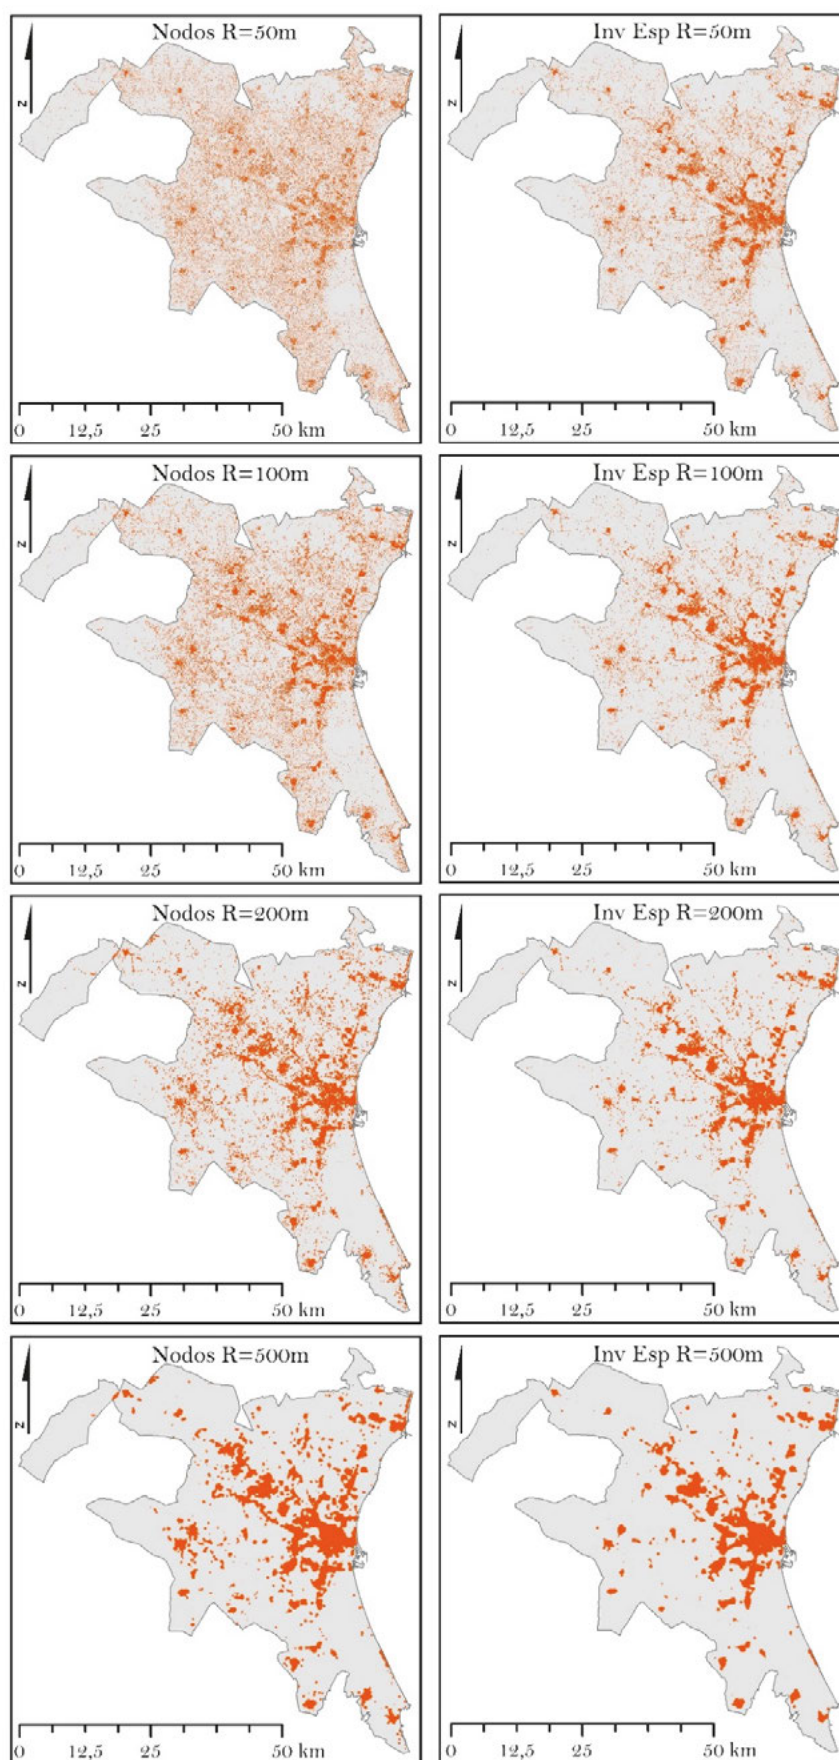 Nodos R=50m
Inv Esp R=50m
N
N
0 12,5 25 50 km
0 12,5 25 50 km
Nodos R=100m
Inv Esp R=100m
N
N
0 12,5 25 50 km
0 12,5 25 50 km
Nodos R=200m
Inv Esp R=200m
N
N
0 12,5 25 50 km
0 12,5 25 50 km
Nodos R=500m
Inv Esp R=500m
N
N
0 12,5 25 50 km
0 12,5 25 50 km